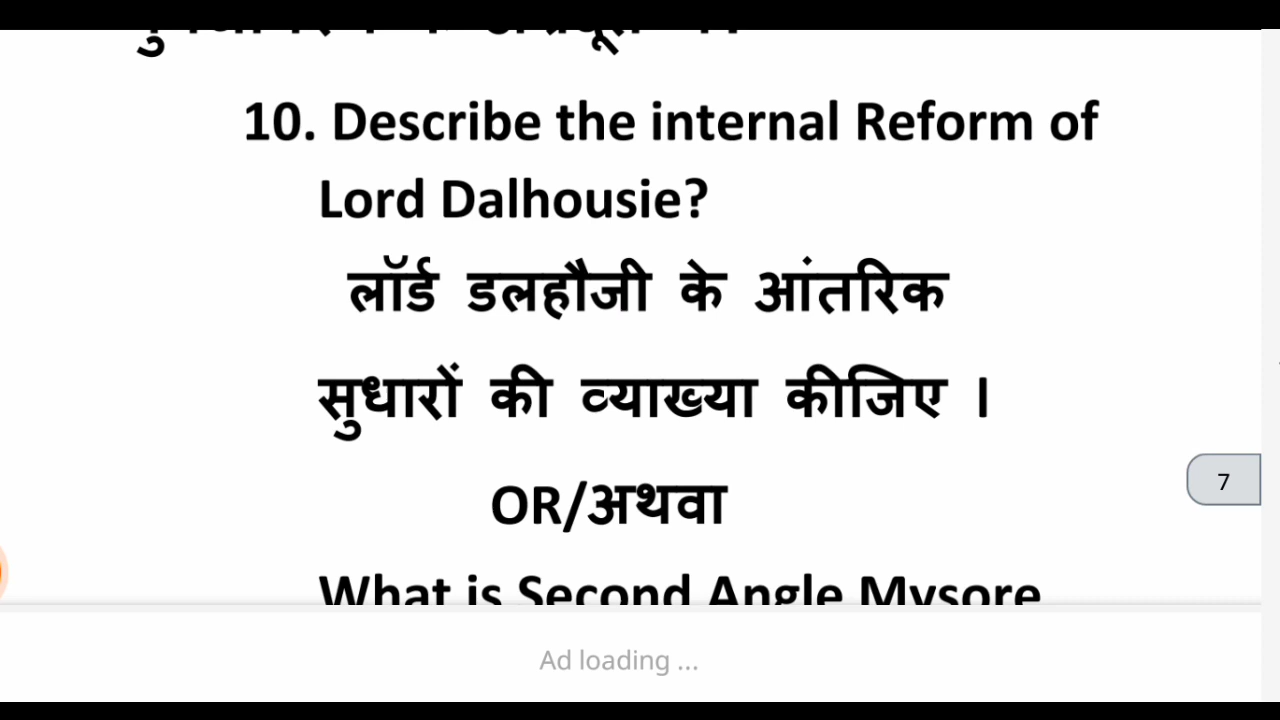 10. Describe the internal Reform of
Lord Dalhousie?
लॉर्ड डलहौजी के आंतरिक
सुधारों की व्याख्या कीजिए ।
7
OR/अथवा
What is Second Angle Mysore
Ad loading ...